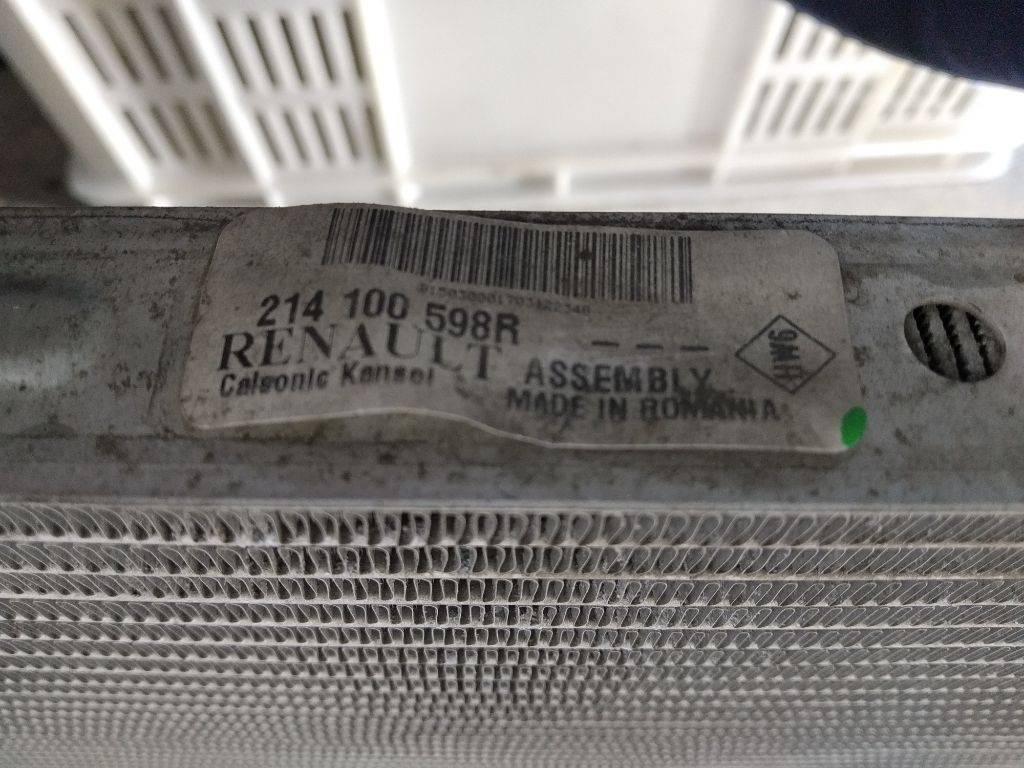 214 100 598R
RENAULT
Calsonic Kansei
- - -
ASSEMBLY
MADE IN ROMANIA